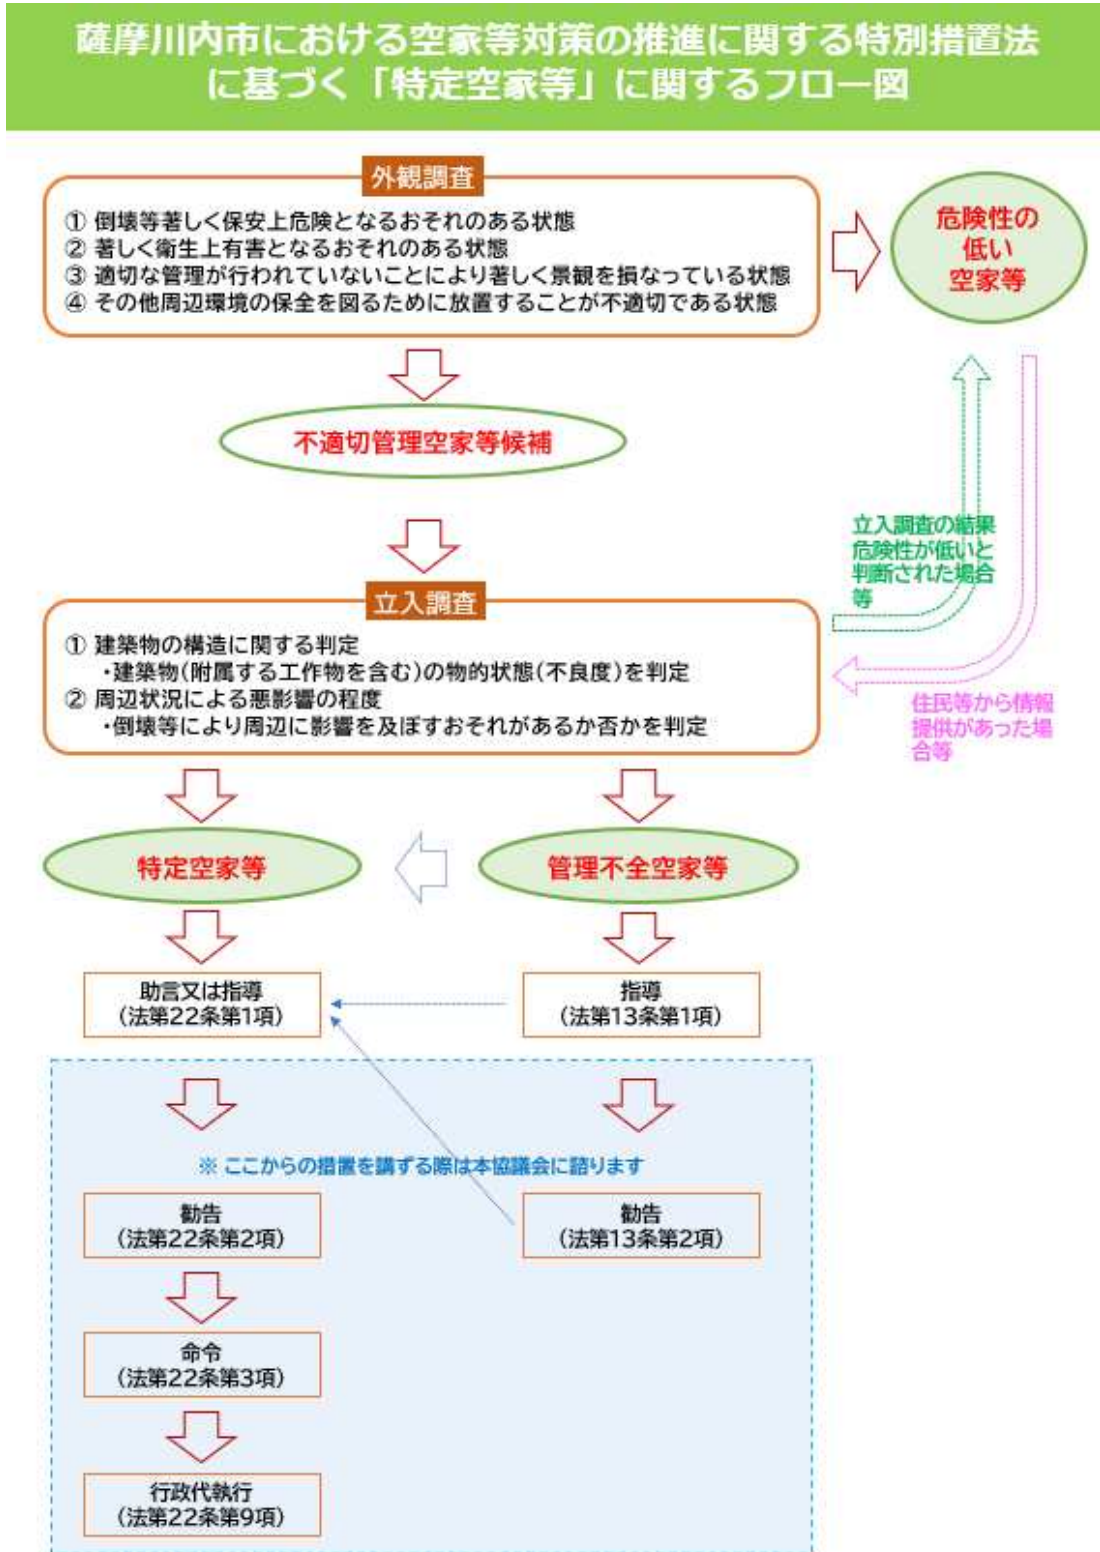 薩摩川内市における空家等対策の推進に関する特別措置法
に基づく「特定空家等」に関するフロー図
外観調査
① 倒壊等著しく保安上危険となるおそれのある状態
② 著しく衛生上有害となるおそれのある状態
③ 適切な管理が行われていないことにより著しく景観を損なっている状態
④ その他周辺環境の保全を図るために放置することが不適切である状態
危険性の
低い
空家等
不適切管理空家等候補
立入調査の結果
危険性が低いと
判断された場合
等
立入調査
① 建築物の構造に関する判定
・建築物(附属する工作物を含む)の物的状態(不良度)を判定
② 周辺状況による悪影響の程度
・倒壊等により周辺に影響を及ぼすおそれがあるか否かを判定
住民等から情報
提供があった場
合等
特定空家等
管理不全空家等
助言又は指導
(法第22条第1項)
指導
(法第13条第1項)
※ ここからの措置を講ずる際は本協議会に諮ります
勧告
(法第22条第2項)
勧告
(法第13条第2項)
命令
(法第22条第3項)
行政代執行
(法第22条第9項)